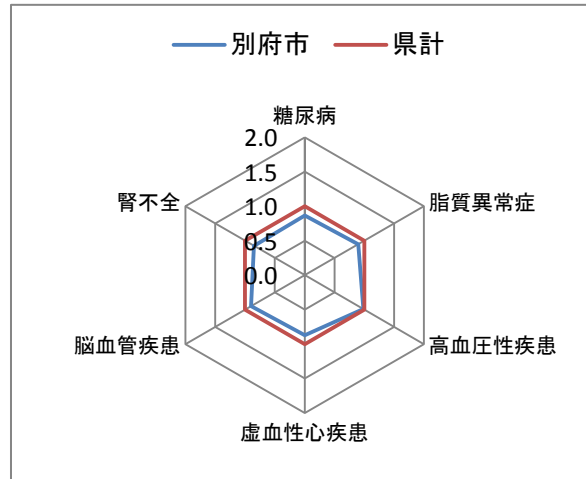 別府市 県計
糖尿病
2.0
1.5
脂質異常症
腎不全
1.0
0.5
0.0
脳血管疾患
高血圧性疾患
虚血性心疾患